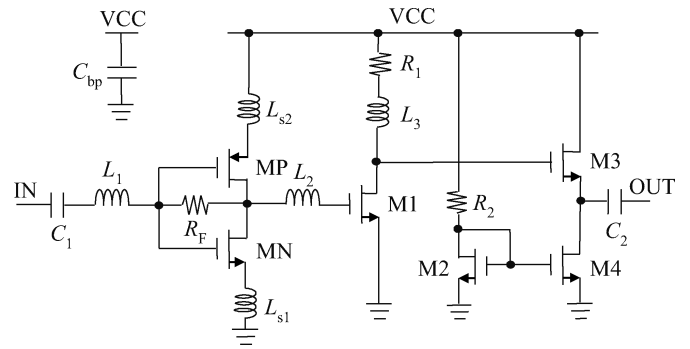 VCC
VCC
C_bp
R_1
L_s2
L_3
MP
L_2
M3
IN
L_1
M1
OUT
R_2
R_F
C_1
C_2
MN
M2
M4
L_s1